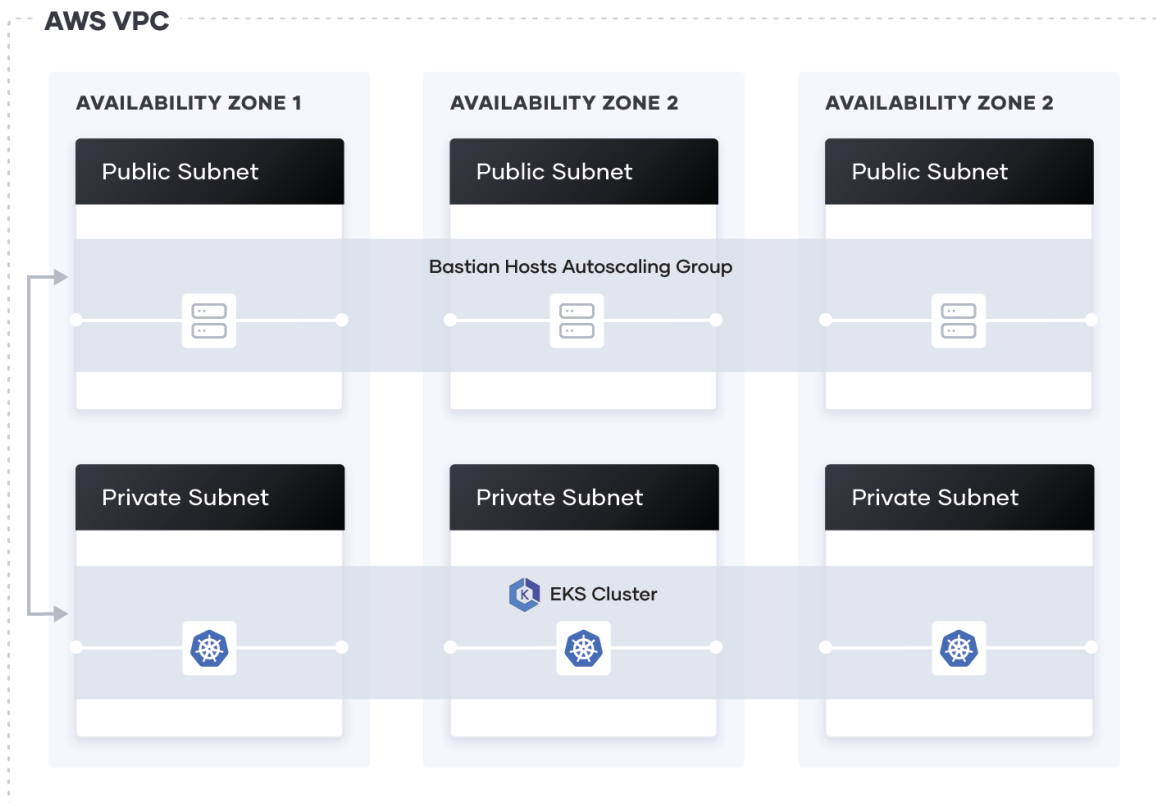 AWS VPC
AVAILABILITY ZONE 1
AVAILABILITY ZONE 2
AVAILABILITY ZONE 2
Public Subnet
Public Subnet
Public Subnet
Bastian Hosts Autoscaling Group
Private Subnet
Private Subnet
Private Subnet
K EKS Cluster